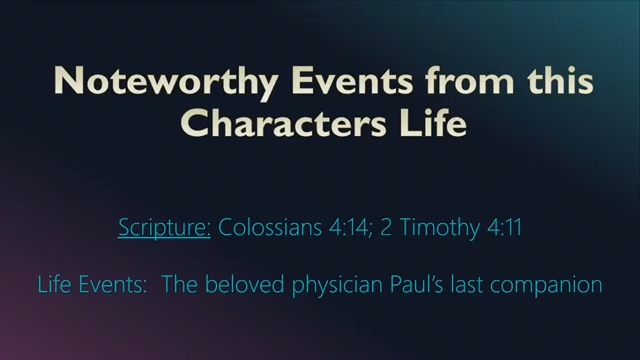 Noteworthy Events from this
Characters Life
Scripture: Colossians 4:14; 2 Timothy 4:11
Life Events:  The beloved physician Paul’s last companion